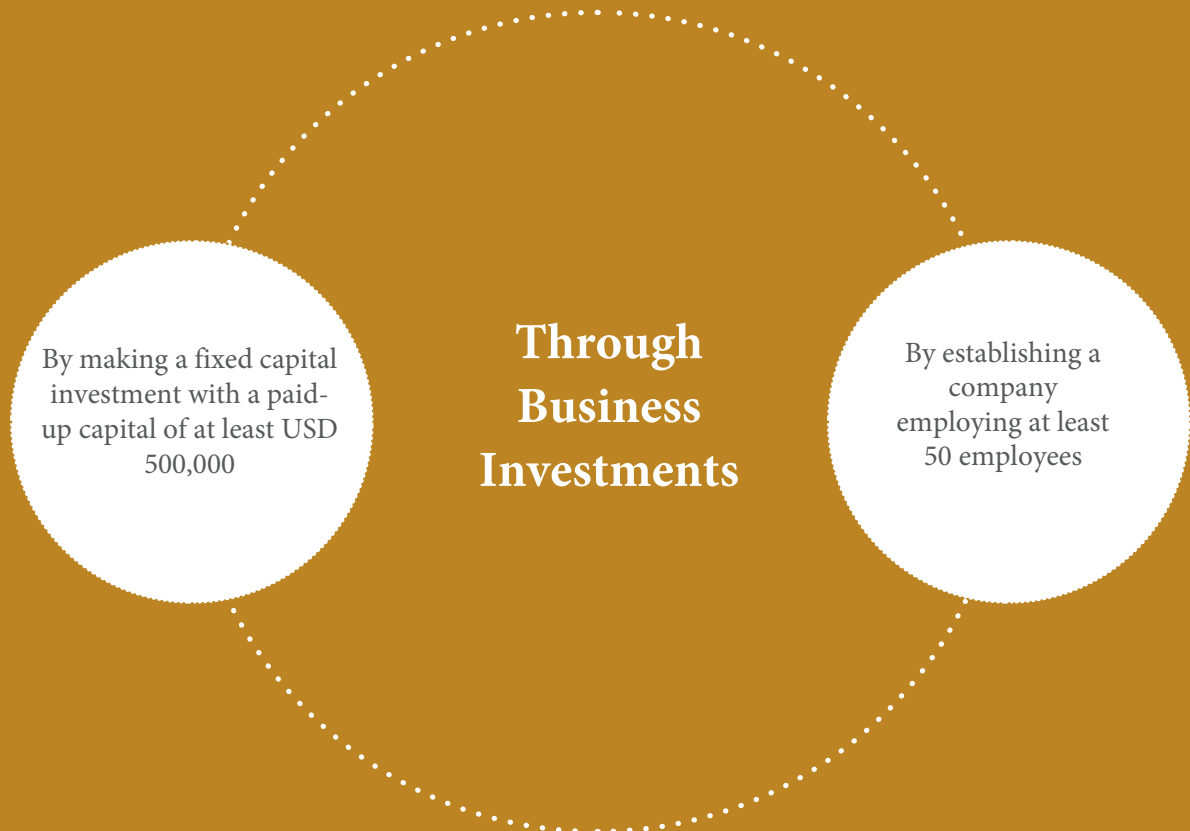 By making a fixed capital
investment with a paid-
up capital of at least USD
500,000
Through
Business
Investments
By establishing a
company
employing at least
50 employees